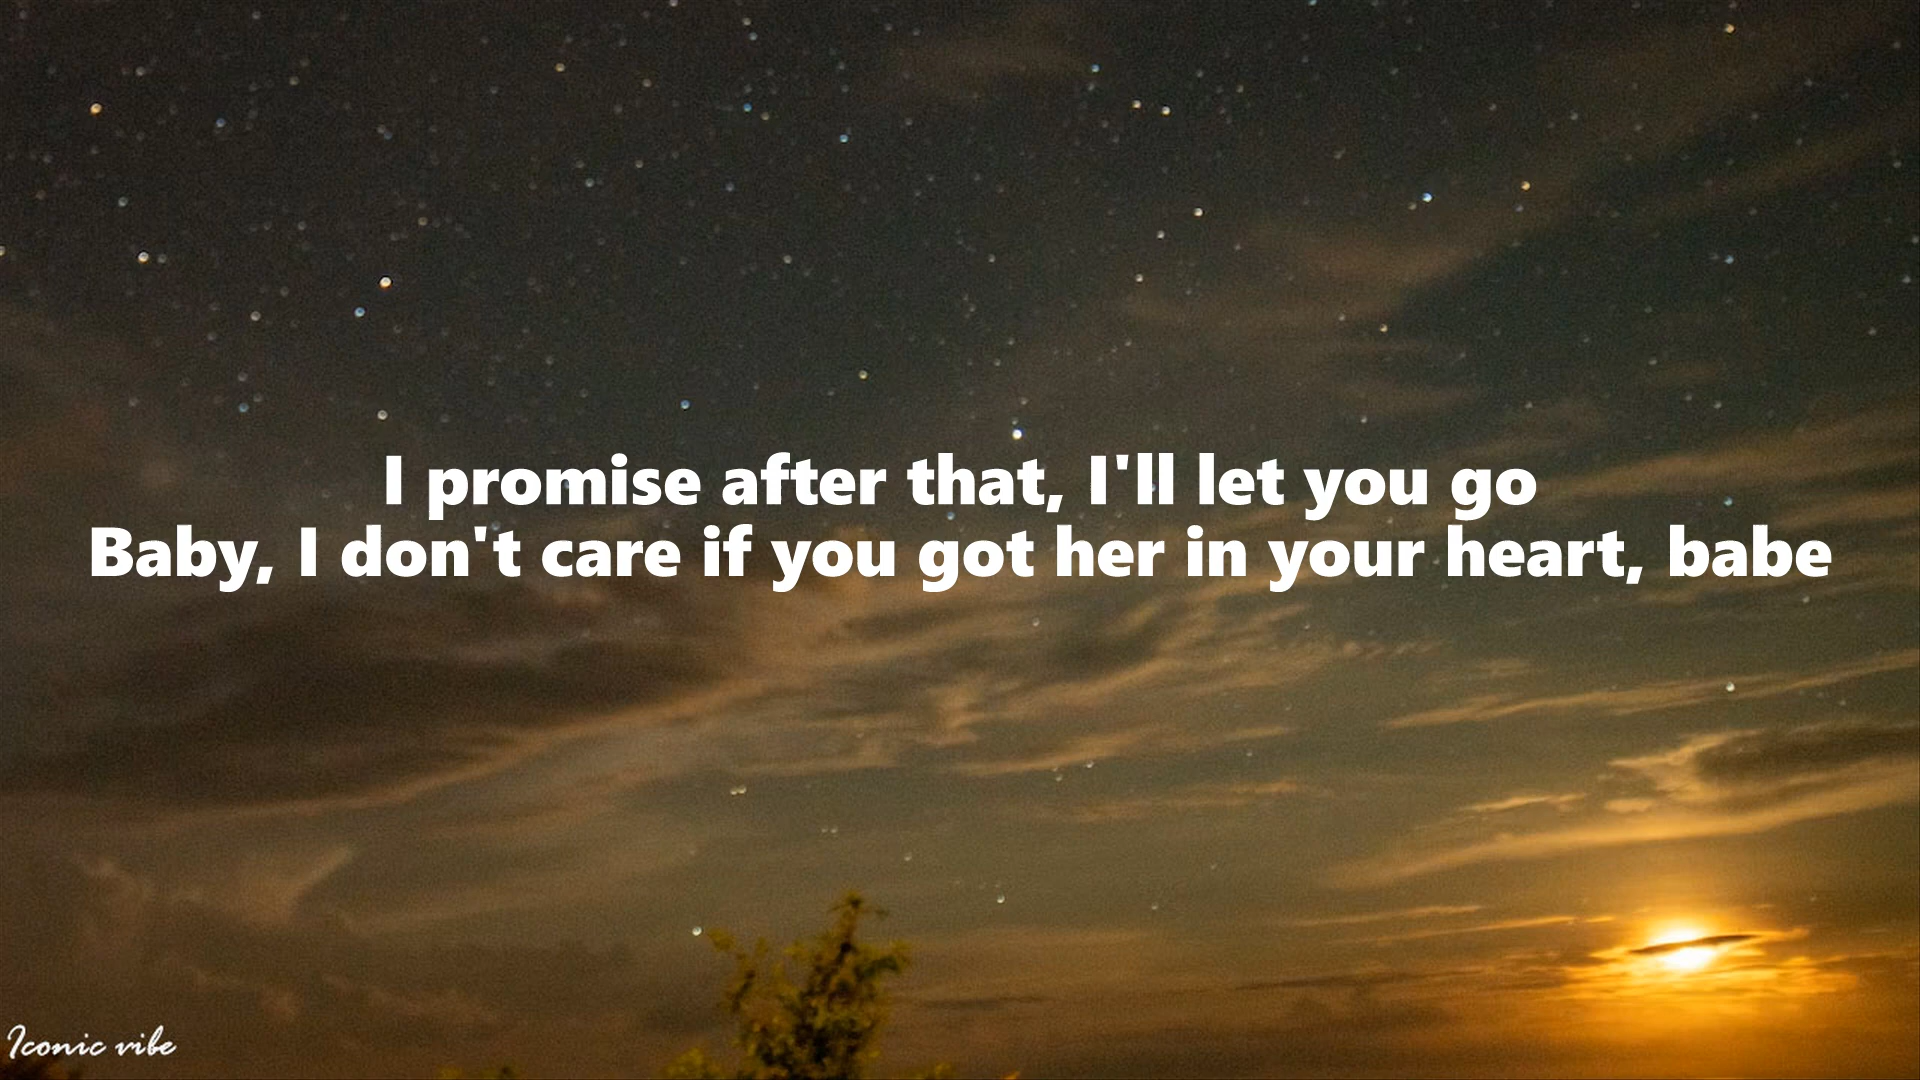 I promise after that, I'll let you go
Baby, I don't care if you got her in your heart, babe
Iconic vibe